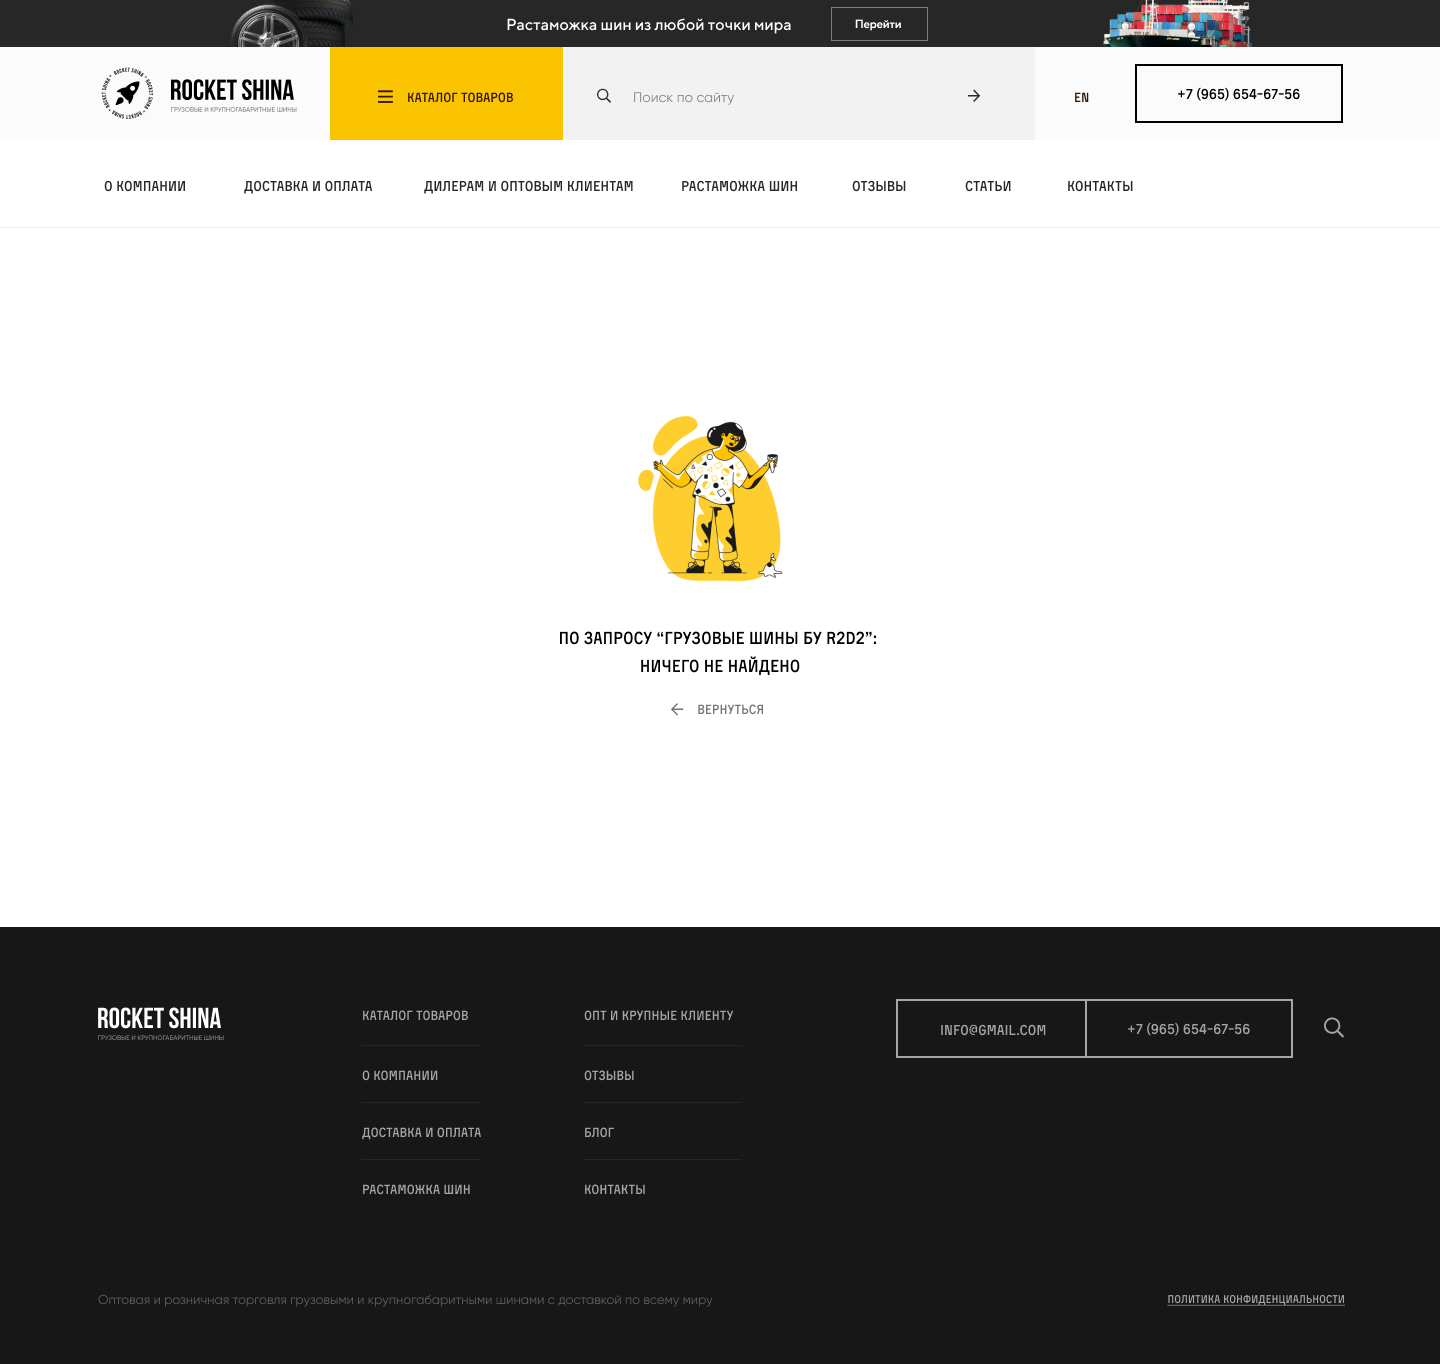 Растаможка шин из любой точки мира
Перейти
ROCKET SHINA
ГРУЗОВЫЕ И КРУПНОГАБАРИТНЫЕ ШИНЫ
КАТАЛОГ ТОВАРОВ
Поиск по сайту
EN
+7 (965) 654-67-56
О КОМПАНИИ
ДОСТАВКА И ОПЛАТА
ДИЛЕРАМ И ОПТОВЫМ КЛИЕНТАМ
РАСТАМОЖКА ШИН
ОТЗЫВЫ
СТАТЬИ
КОНТАКТЫ
ПО ЗАПРОСУ “ГРУЗОВЫЕ ШИНЫ БУ R2D2”:
НИЧЕГО НЕ НАЙДЕНО
ВЕРНУТЬСЯ
ROCKET SHINA
ГРУЗОВЫЕ И КРУПНОГАБАРИТНЫЕ ШИНЫ
КАТАЛОГ ТОВАРОВ
О КОМПАНИИ
ДОСТАВКА И ОПЛАТА
РАСТАМОЖКА ШИН
ОПТ И КРУПНЫЕ КЛИЕНТУ
ОТЗЫВЫ
БЛОГ
КОНТАКТЫ
INFO@GMAIL.COM
+7 (965) 654-67-56
Оптовая и розничная торговля грузовыми и крупногабаритными шинами с доставкой по всему миру
ПОЛИТИКА КОНФИДЕНЦИАЛЬНОСТИ